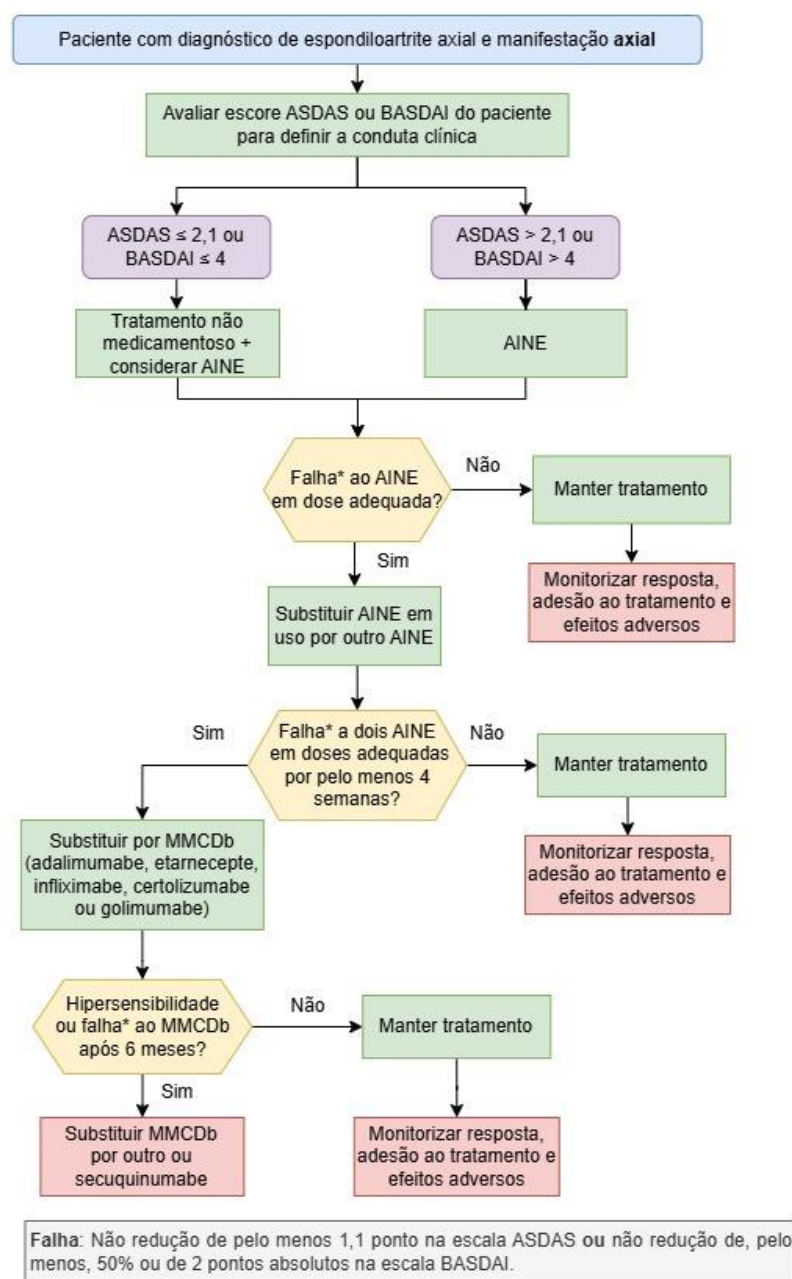 Paciente com diagnóstico de espondiloartrite axial e manifestação axial
Avaliar escore ASDAS ou BASDAI do paciente
para definir a conduta clínica
ASDAS ≤ 2,1 ou
BASDAI ≤ 4
ASDAS > 2,1 ou
BASDAI > 4
Tratamento não
medicamentoso +
considerar AINE
AINE
Falha* ao AINE
em dose adequada?
Não
Manter tratamento
Sim
Monitorizar resposta,
adesão ao tratamento e
efeitos adversos
Substituir AINE em
uso por outro AINE
Sim
Falha* a dois AINE
em doses adequadas
por pelo menos 4
semanas?
Não
Manter tratamento
Substituir por MMCDb
(adalimumabe, etarnecepte,
infliximabe, certolizumabe
ou golimumabe)
Monitorizar resposta,
adesão ao tratamento e
efeitos adversos
Hipersensibilidade
ou falha* ao MMCDb
após 6 meses?
Não
Manter tratamento
Sim
Substituir MMCDb
por outro ou
secuquinumabe
Monitorizar resposta,
adesão ao tratamento e
efeitos adversos
Falha: Não redução de pelo menos 1,1 ponto na escala ASDAS ou não redução de, pelo
menos, 50% ou de 2 pontos absolutos na escala BASDAI.